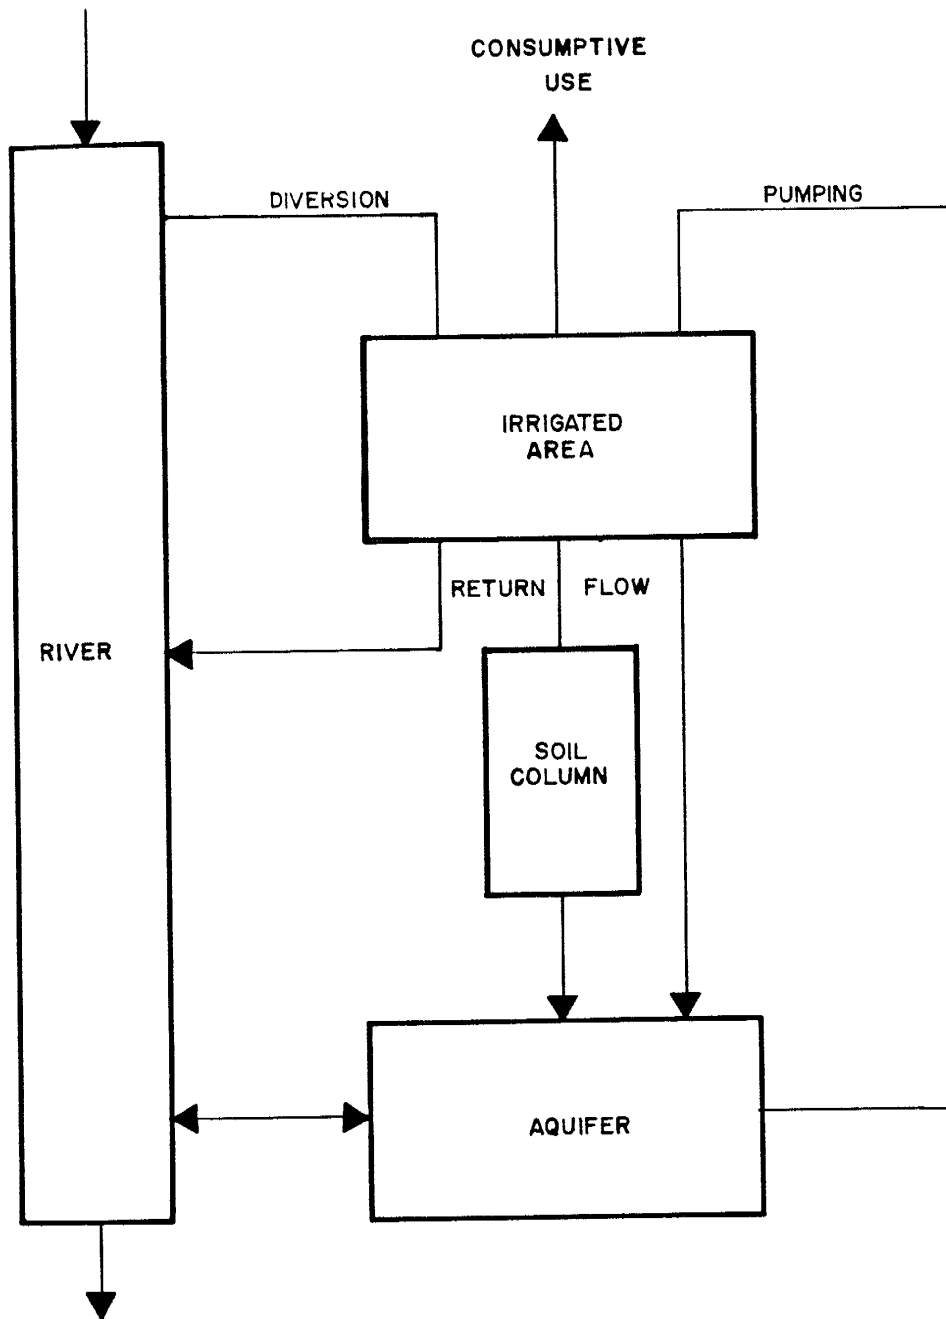 CONSUMPTIVE
USE
DIVERSION
PUMPING
IRRIGATED
AREA
RETURN FLOW
RIVER
SOIL
COLUMN
AQUIFER